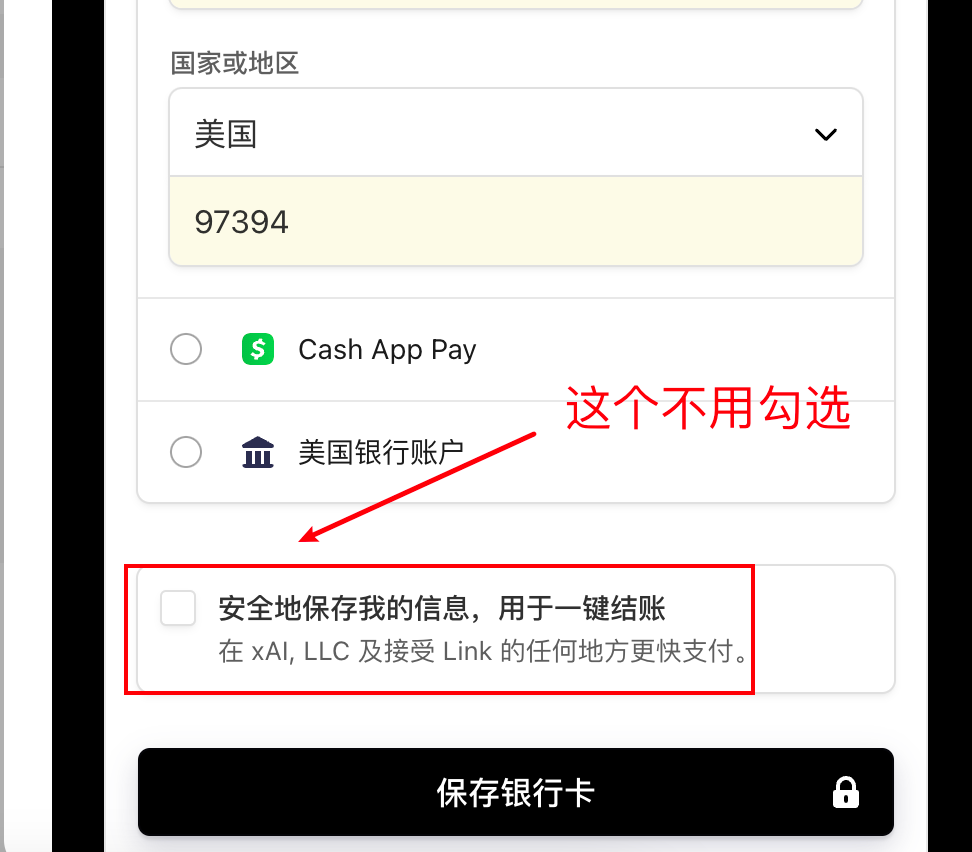 国家或地区
美国
97394
Cash App Pay
这个不用勾选
美国银行账户
安全地保存我的信息，用于一键结账
在 xAI, LLC 及接受 Link 的任何地方更快支付。
保存银行卡